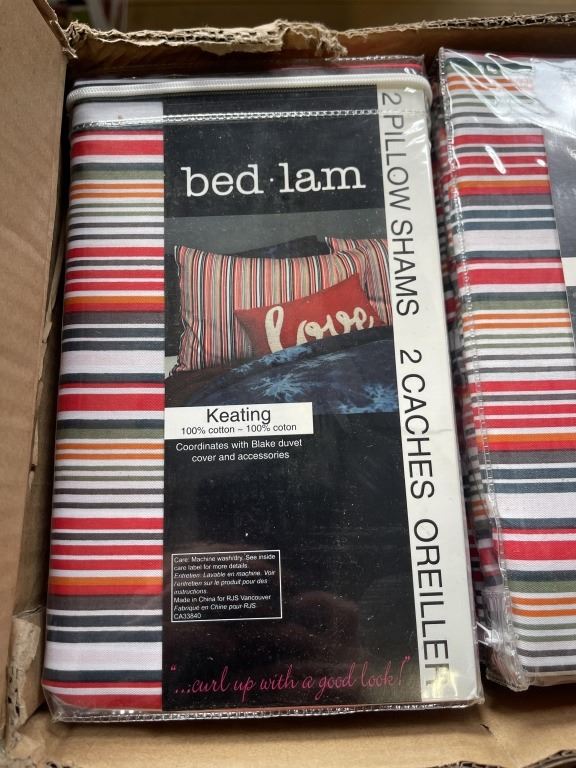 bed·lam
2 PILLOW SHAMS 2 CACHES OREILLER
love
Keating
100% cotton ~ 100% coton
Coordinates with Blake duvet
cover and accessories
Care: Machine wash/dry. See inside
care label for more details.
Entretien: Lavable en machine. Voir
l'entretien sur le produit pour des
instructions.
Made in China for RJS Vancouver
Fabriqué en Chine pour RJS
CA33840
"...curl up with a good look!"